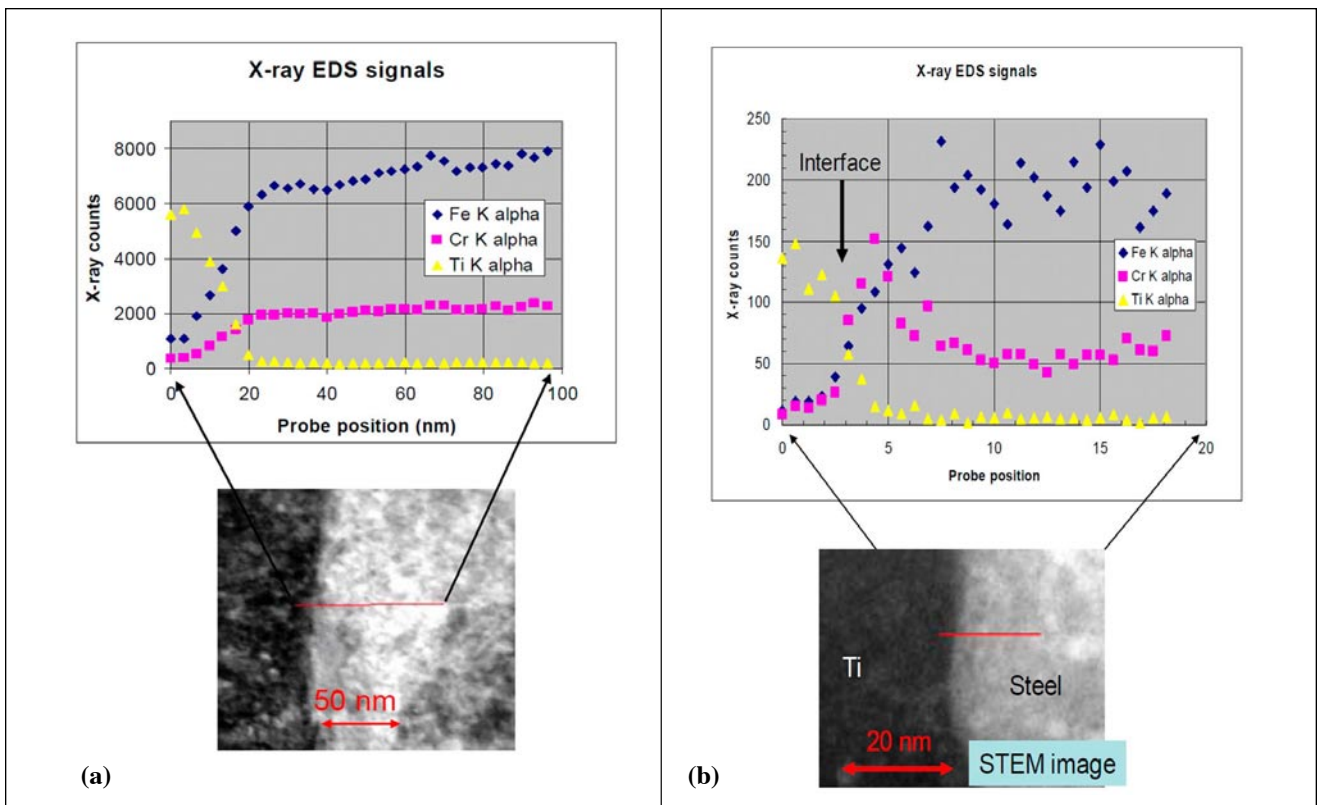 X-ray EDS signals
X-ray counts
8000
6000
4000
2000
0
Fe K alpha
Cr K alpha
Ti K alpha
0 20 40 60 80 100
Probe position (nm)
50 nm
(a)
X-ray EDS signals
X-ray counts
250
200
150
100
50
0
Interface
Fe K alpha
Cr K alpha
Ti K alpha
0 5 10 15 20
Probe position
Ti
Steel
20 nm
STEM image
(b)